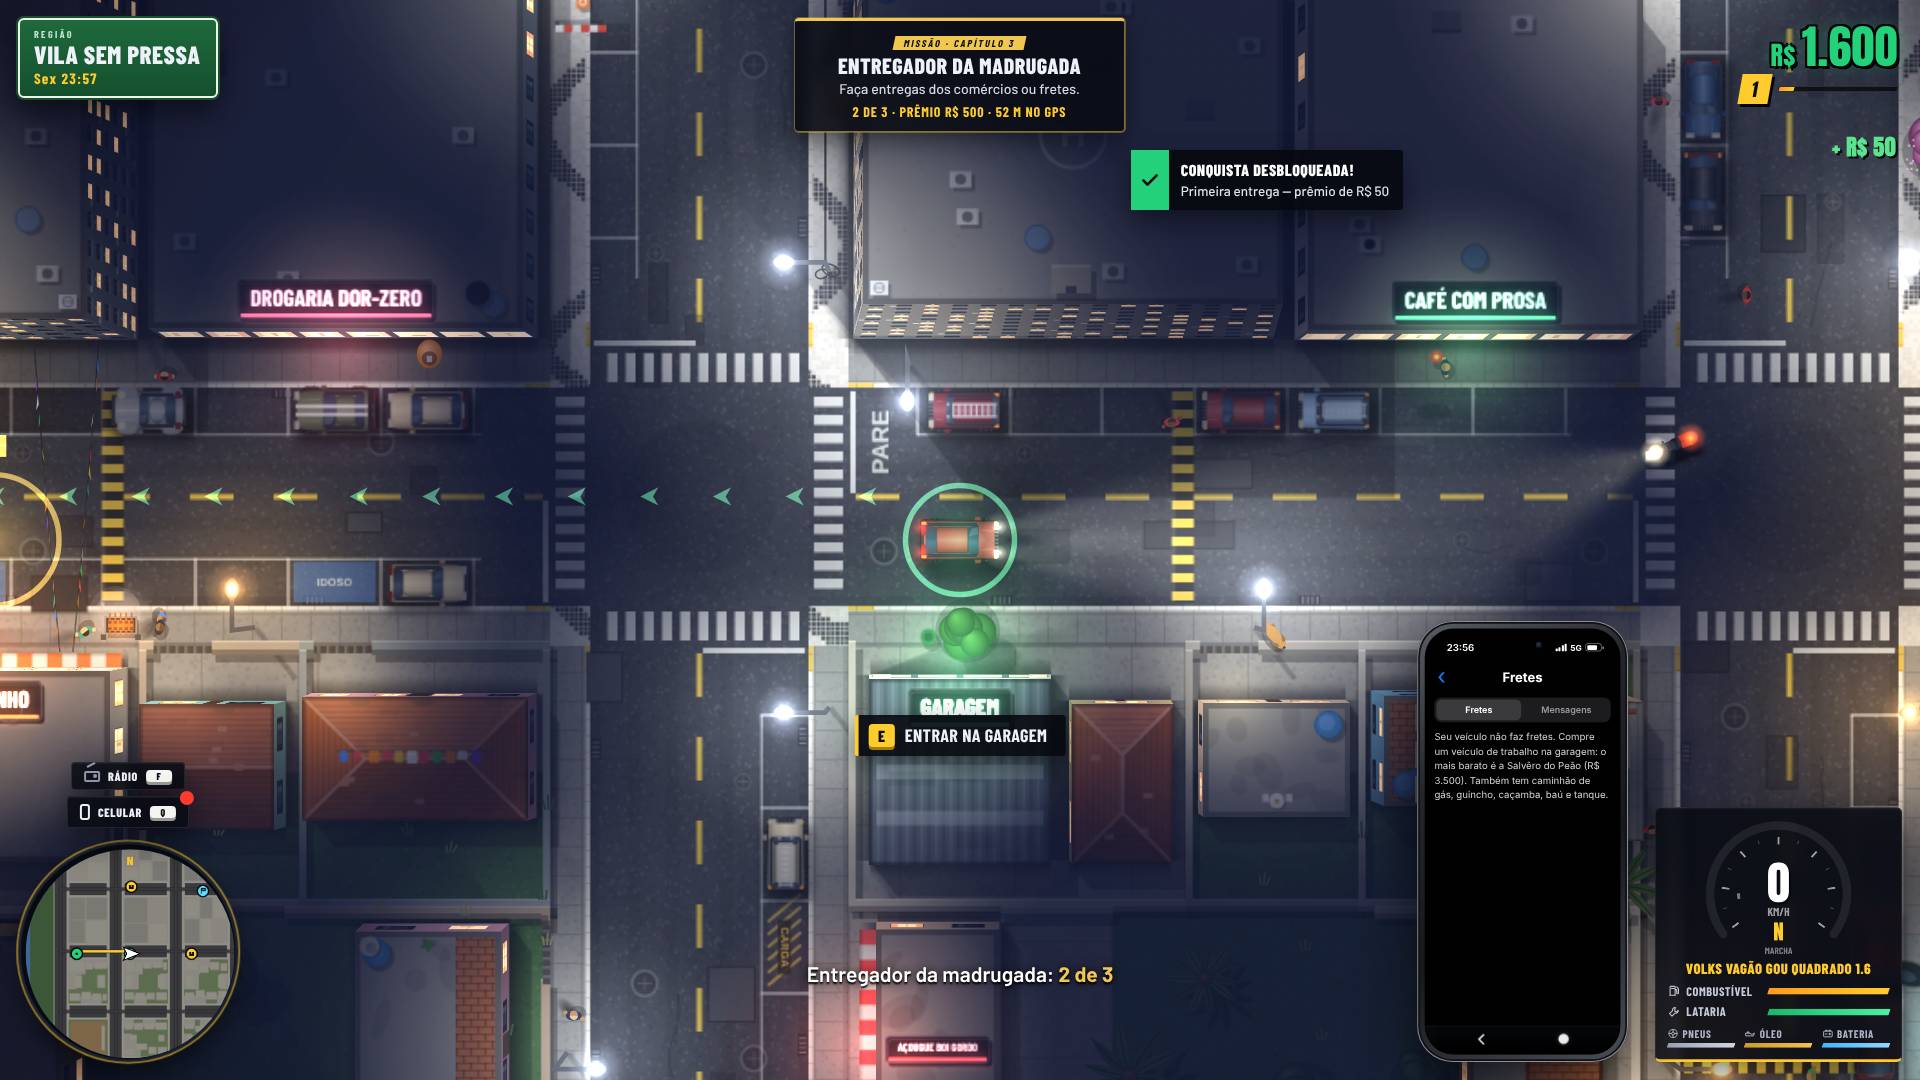 REGIÃO
VILA SEM PRESSA
Sex 23:57
MISSÃO · CAPÍTULO 3
ENTREGADOR DA MADRUGADA
Faça entregas dos comércios ou fretes.
2 DE 3 · PRÊMIO R$ 500 · 52 M NO GPS
R$ 1.600
1
+ R$ 50
CONQUISTA DESBLOQUEADA!
Primeira entrega — prêmio de R$ 50
DROGARIA DOR-ZERO
CAFÉ COM PROSA
PARE
IDOSO
NHO
GARAGEM
E ENTRAR NA GARAGEM
RÁDIO F
CELULAR Q
N
CARGA
Entregador da madrugada: 2 de 3
AÇOUGUE BOI GORDO
23:56
5G
Fretes
Fretes Mensagens
Seu veículo não faz fretes. Compre
um veículo de trabalho na garagem: o
mais barato é a Salvêro do Peão (R$
3.500). Também tem caminhão de
gás, guincho, caçamba, baú e tanque.
0
KM/H
N
MARCHA
VOLKS VAGÃO GOU QUADRADO 1.6
COMBUSTÍVEL
LATARIA
PNEUS ÓLEO BATERIA